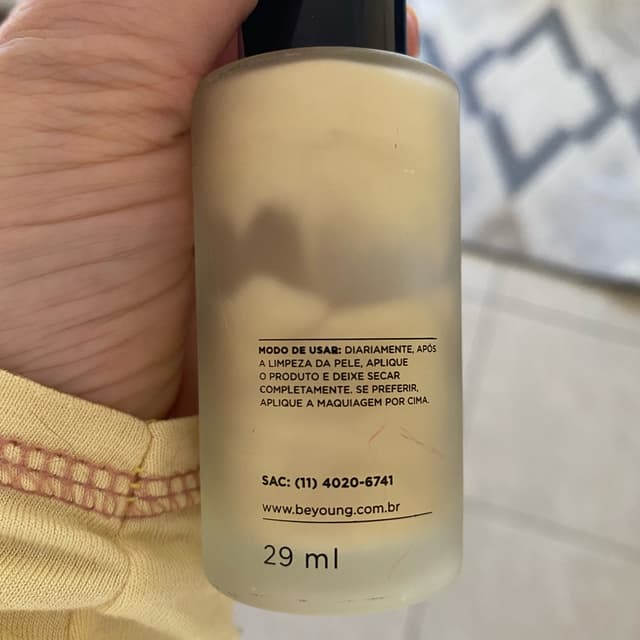 MODO DE USAR: DIARIAMENTE, APÓS
A LIMPEZA DA PELE, APLIQUE
O PRODUTO E DEIXE SECAR
COMPLETAMENTE. SE PREFERIR,
APLIQUE A MAQUIAGEM POR CIMA.
SAC: (11) 4020-6741
www.beyoung.com.br
29 ml